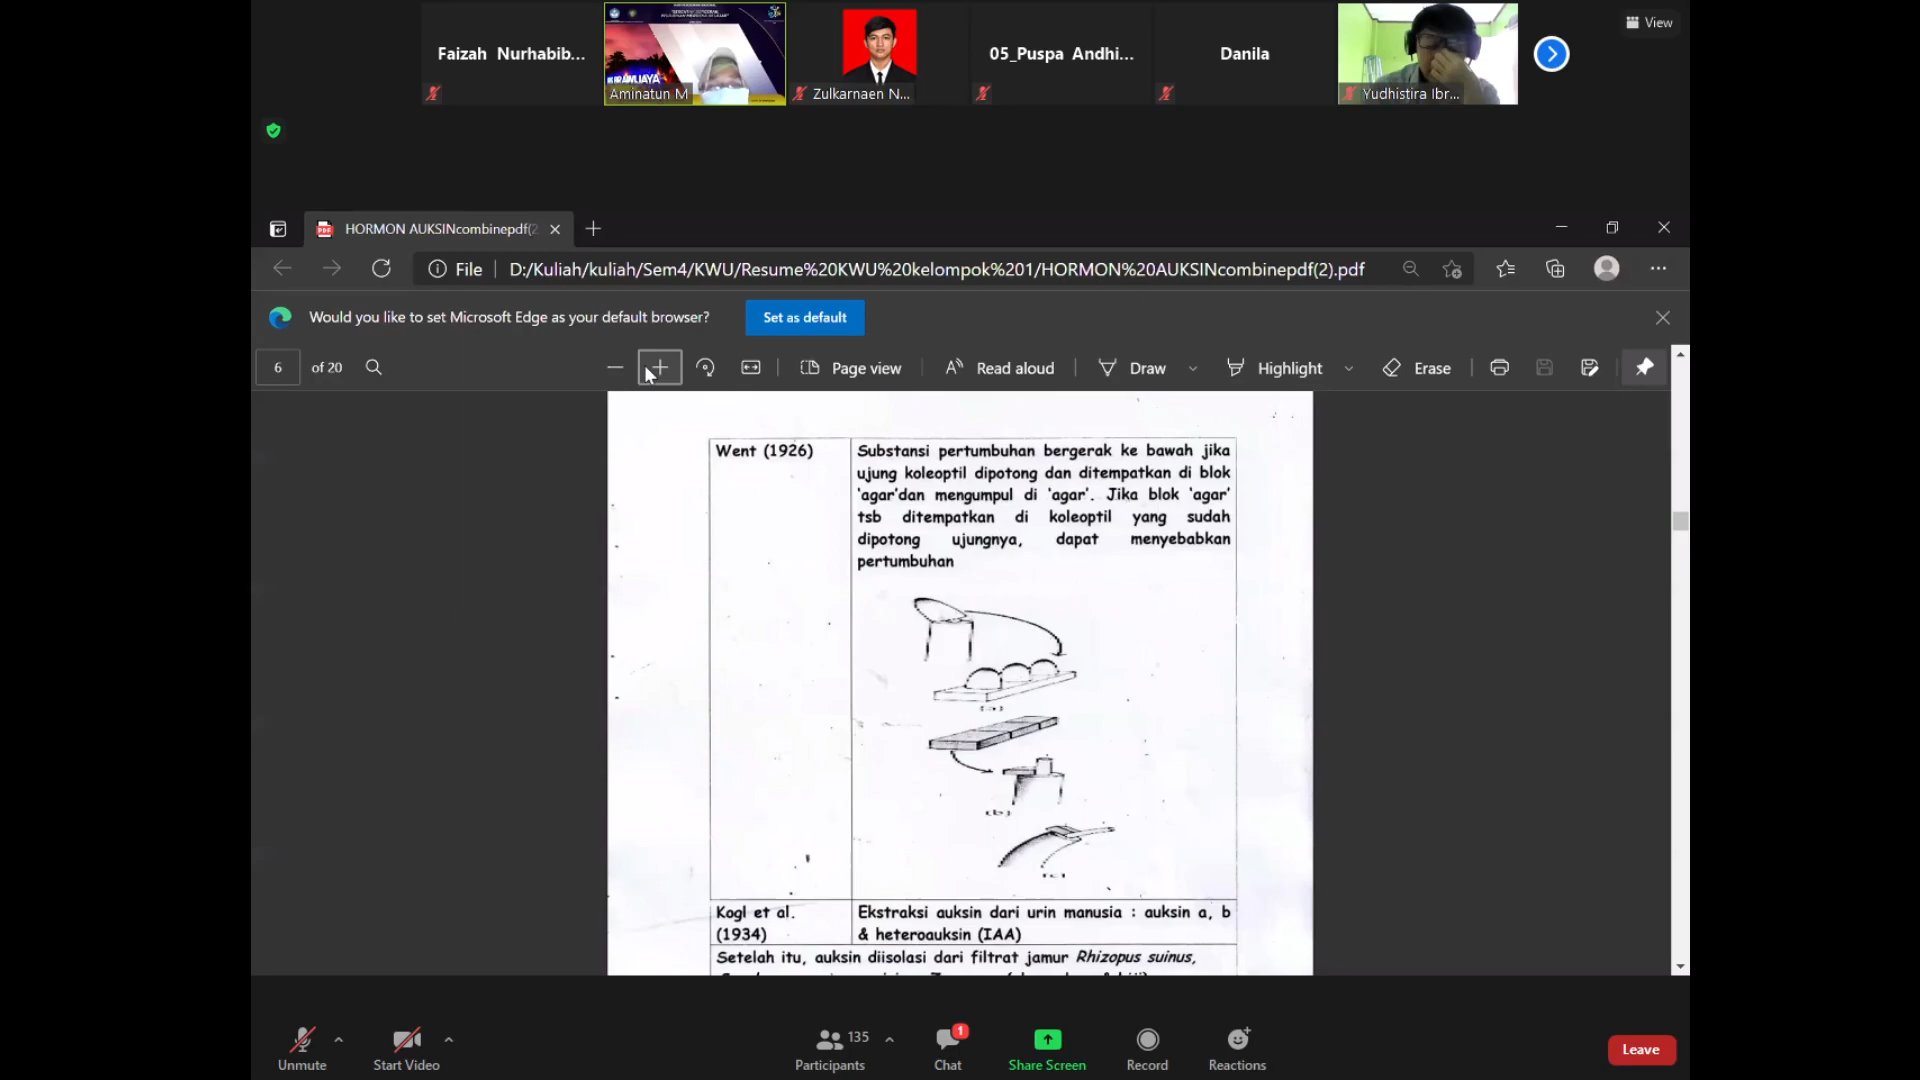 Faizah Nurhabib...
BRAWIJAYA
Aminatun M
Zulkarnaen N...
05_Puspa Andhi...
Danila
Yudhistira Ibr...
View
HORMON AUKSINcombinepdf(2
File
D:/Kuliah/kuliah/Sem4/KWU/Resume%20KWU%20kelompok%201/HORMON%20AUKSINcombinepdf(2).pdf
Would you like to set Microsoft Edge as your default browser?
Set as default
6 of 20
Page view
Read aloud
Draw
Highlight
Erase
Went (1926)
Substansi pertumbuhan bergerak ke bawah jika
ujung koleoptil dipotong dan ditempatkan di blok
'agar'dan mengumpul di 'agar'. Jika blok 'agar'
tsb ditempatkan di koleoptil yang sudah
dipotong ujungnya, dapat menyebabkan
pertumbuhan
(a)
(b)
(c)
Kogl et al.
(1934)
Ekstraksi auksin dari urin manusia : auksin a, b
& heteroauksin (IAA)
Setelah itu, auksin diisolasi dari filtrat jamur Rhizopus suinus,
Unmute
Start Video
135
Participants
1
Chat
Share Screen
Record
Reactions
Leave